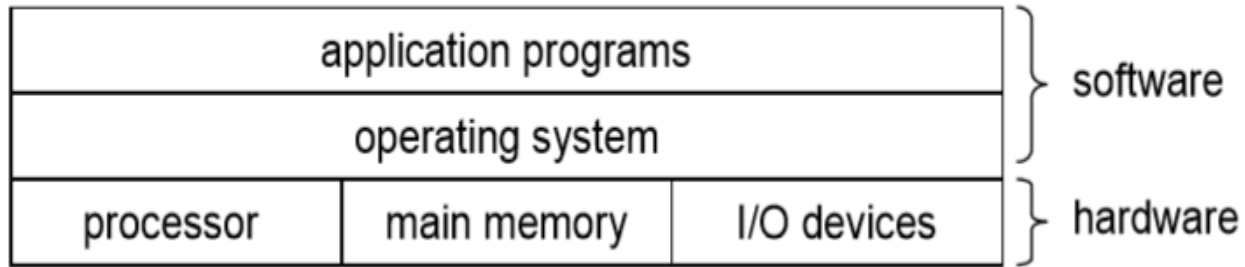 application programs
software
operating system
processor
main memory
I/O devices
hardware